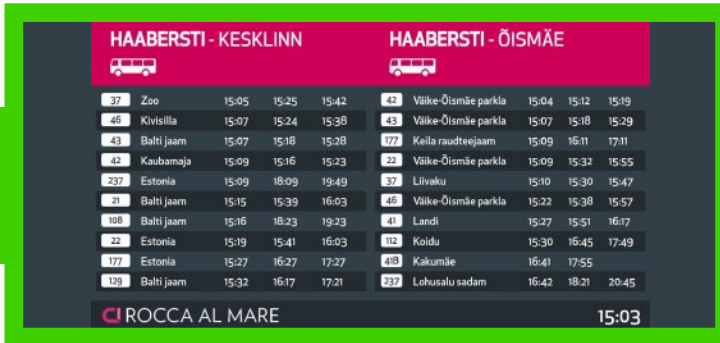 HAABERSTI - KESKLINN
37 Zoo 15:05 15:25 15:42
46 Kivisilla 15:07 15:24 15:38
43 Balti jaam 15:07 15:18 15:28
42 Kaubamaja 15:09 15:16 15:23
237 Estonia 15:09 18:09 19:49
21 Balti jaam 15:15 15:39 16:03
108 Balti jaam 15:16 18:23 19:23
22 Estonia 15:19 15:41 16:03
177 Estonia 15:27 16:27 17:27
129 Balti jaam 15:32 16:17 17:21
HAABERSTI - ÕISMÄE
42 Väike-Õismäe parkla 15:04 15:12 15:19
43 Väike-Õismäe parkla 15:07 15:18 15:29
177 Keila raudteejaam 15:09 16:11 17:11
22 Väike-Õismäe parkla 15:09 15:32 15:55
37 Liivaku 15:10 15:30 15:47
46 Väike-Õismäe parkla 15:22 15:38 15:57
41 Landi 15:27 15:51 16:17
112 Koidu 15:30 16:45 17:49
418 Kakumäe 16:41 17:55
237 Lohusalu sadam 16:42 18:21 20:45
ROCCA AL MARE 15:03